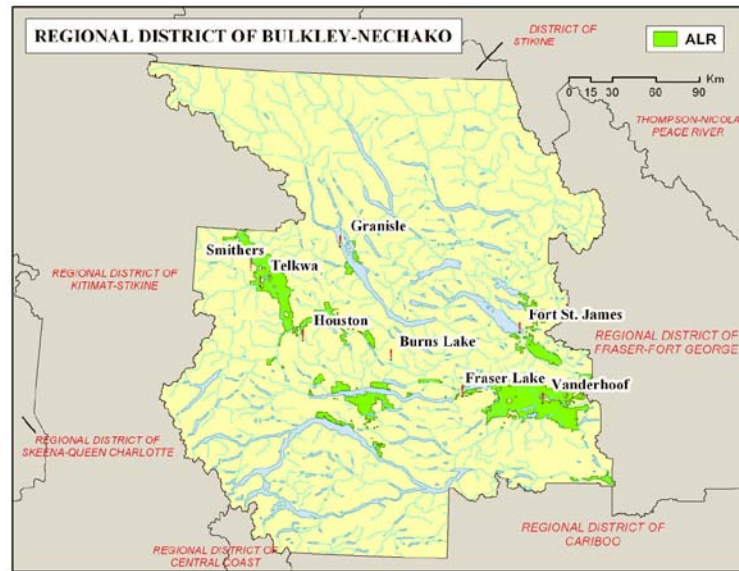 REGIONAL DISTRICT OF BULKLEY-NECHAKO
DISTRICT OF
STIKINE
ALR
Km
0 15 30 60 90
THOMPSON-NICOLA
PEACE RIVER
Granisle
Smithers
Telkwa
REGIONAL DISTRICT OF
KITIMAT-STIKINE
Houston
Fort St. James
Burns Lake
REGIONAL DISTRICT OF
FRASER-FORT GEORGE
Fraser Lake
Vanderhoof
REGIONAL DISTRICT OF
SKEENA-QUEEN CHARLOTTE
REGIONAL DISTRICT OF
CARIBOO
REGIONAL DISTRICT OF
CENTRAL COAST